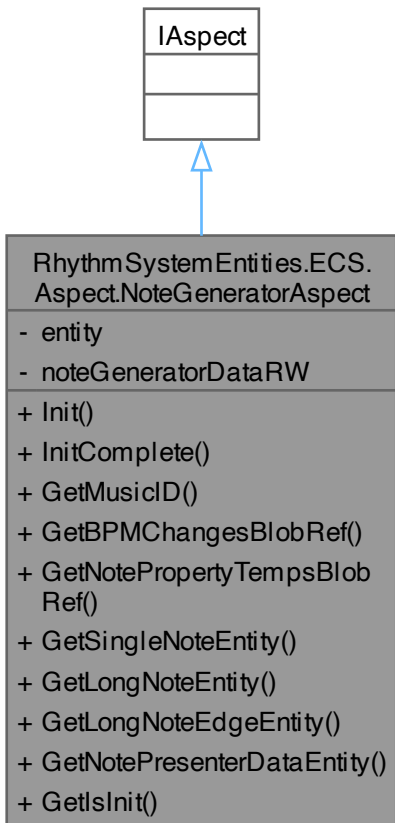 IAspect
RhythmSystemEntities.ECS.
Aspect.NoteGeneratorAspect
- entity
- noteGeneratorDataRW
+ Init()
+ InitComplete()
+ GetMusicID()
+ GetBPMChangesBlobRef()
+ GetNotePropertyTempsBlob
Ref()
+ GetSingleNoteEntity()
+ GetLongNoteEntity()
+ GetLongNoteEdgeEntity()
+ GetNotePresenterDataEntity()
+ GetIsInit()